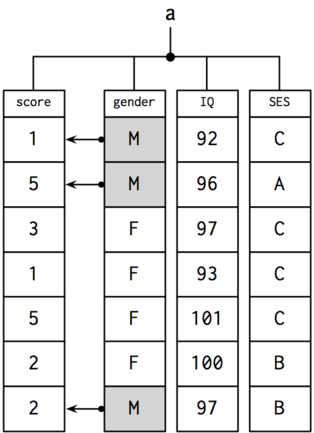 a
score gender IQ SES
1 M 92 C
5 M 96 A
3 F 97 C
1 F 93 C
5 F 101 C
2 F 100 B
2 M 97 B